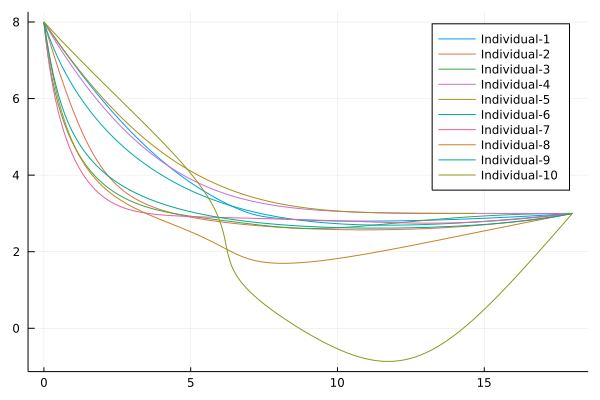 8
6
4
2
0
0
5
10
15
Individual-1
Individual-2
Individual-3
Individual-4
Individual-5
Individual-6
Individual-7
Individual-8
Individual-9
Individual-10